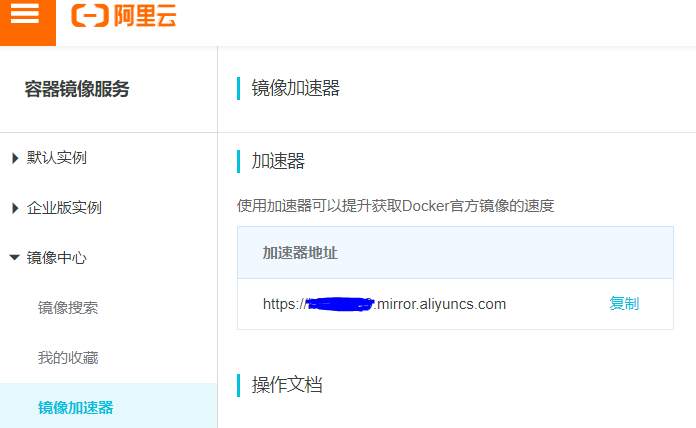 阿里云
容器镜像服务
镜像加速器
默认实例
加速器
企业版实例
使用加速器可以提升获取Docker官方镜像的速度
镜像中心
加速器地址
镜像搜索
https:// .mirror.aliyuncs.com 复制
我的收藏
操作文档
镜像加速器